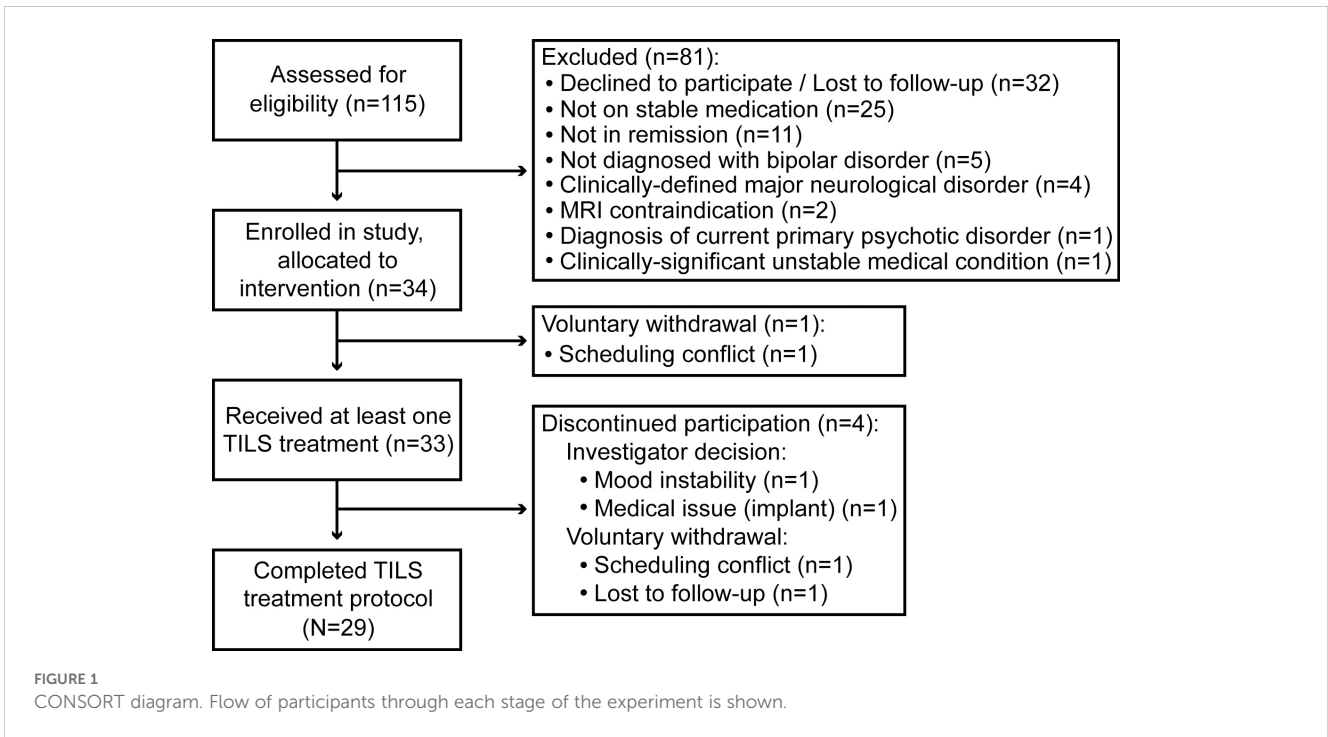 Assessed for
eligibility (n=115)
Excluded (n=81):
• Declined to participate / Lost to follow-up (n=32)
• Not on stable medication (n=25)
• Not in remission (n=11)
• Not diagnosed with bipolar disorder (n=5)
• Clinically-defined major neurological disorder (n=4)
• MRI contraindication (n=2)
• Diagnosis of current primary psychotic disorder (n=1)
• Clinically-significant unstable medical condition (n=1)
Enrolled in study,
allocated to
intervention (n=34)
Voluntary withdrawal (n=1):
• Scheduling conflict (n=1)
Received at least one
TILS treatment (n=33)
Discontinued participation (n=4):
Investigator decision:
• Mood instability (n=1)
• Medical issue (implant) (n=1)
Voluntary withdrawal:
• Scheduling conflict (n=1)
• Lost to follow-up (n=1)
Completed TILS
treatment protocol
(N=29)
FIGURE 1
CONSORT diagram. Flow of participants through each stage of the experiment is shown.